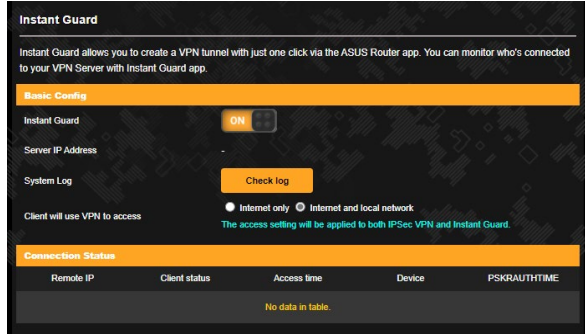 Instant Guard
Instant Guard allows you to create a VPN tunnel with just one click via the ASUS Router app. You can monitor who's connected
to your VPN Server with Instant Guard app.
Basic Config
Instant Guard ON
Server IP Address -
System Log Check log
Client will use VPN to access Internet only Internet and local network
The access setting will be applied to both IPSec VPN and Instant Guard.
Connection Status
Remote IP Client status Access time Device PSKRAUTHTIME
No data in table.